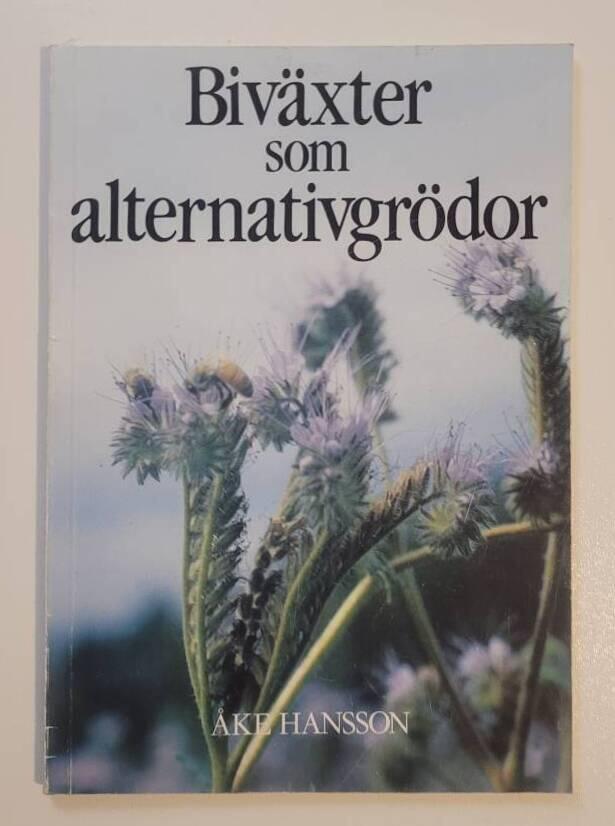 Biväxter
som
alternativgrödor
ÅKE HANSSON